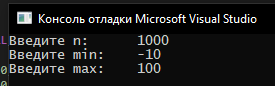 Консоль отладки Microsoft Visual Studio
Введите n: 1000
Введите min: -10
Введите max: 100